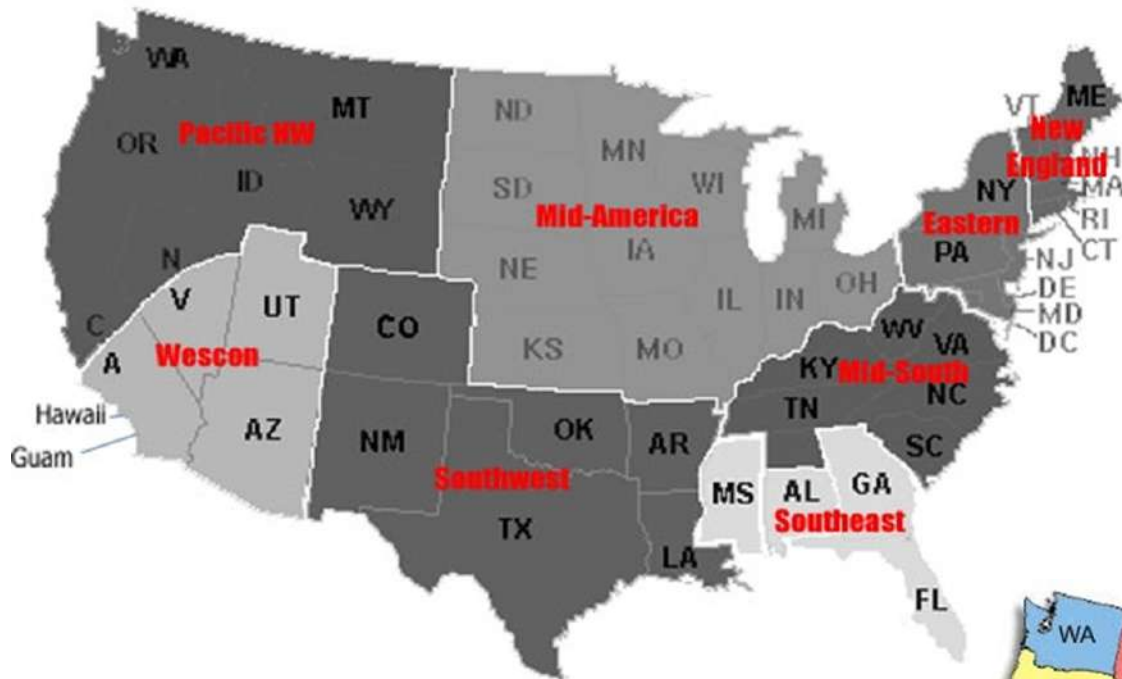 WA
ME
VT
MT
ND
New
Pacific NW
OR
MN
England
NH
ID
SD
WI
NY
MA
WY
Mid-America
MI
Eastern
RI
IA
PA
CT
N
NE
OH
NJ
V
UT
IL
IN
DE
C
CO
WV
MD
A
Wescon
KS
MO
VA
DC
KY
Mid-South
Hawaii
TN
NC
AZ
NM
OK
AR
SC
Guam
Southwest
MS
AL
GA
TX
Southeast
LA
FL
WA